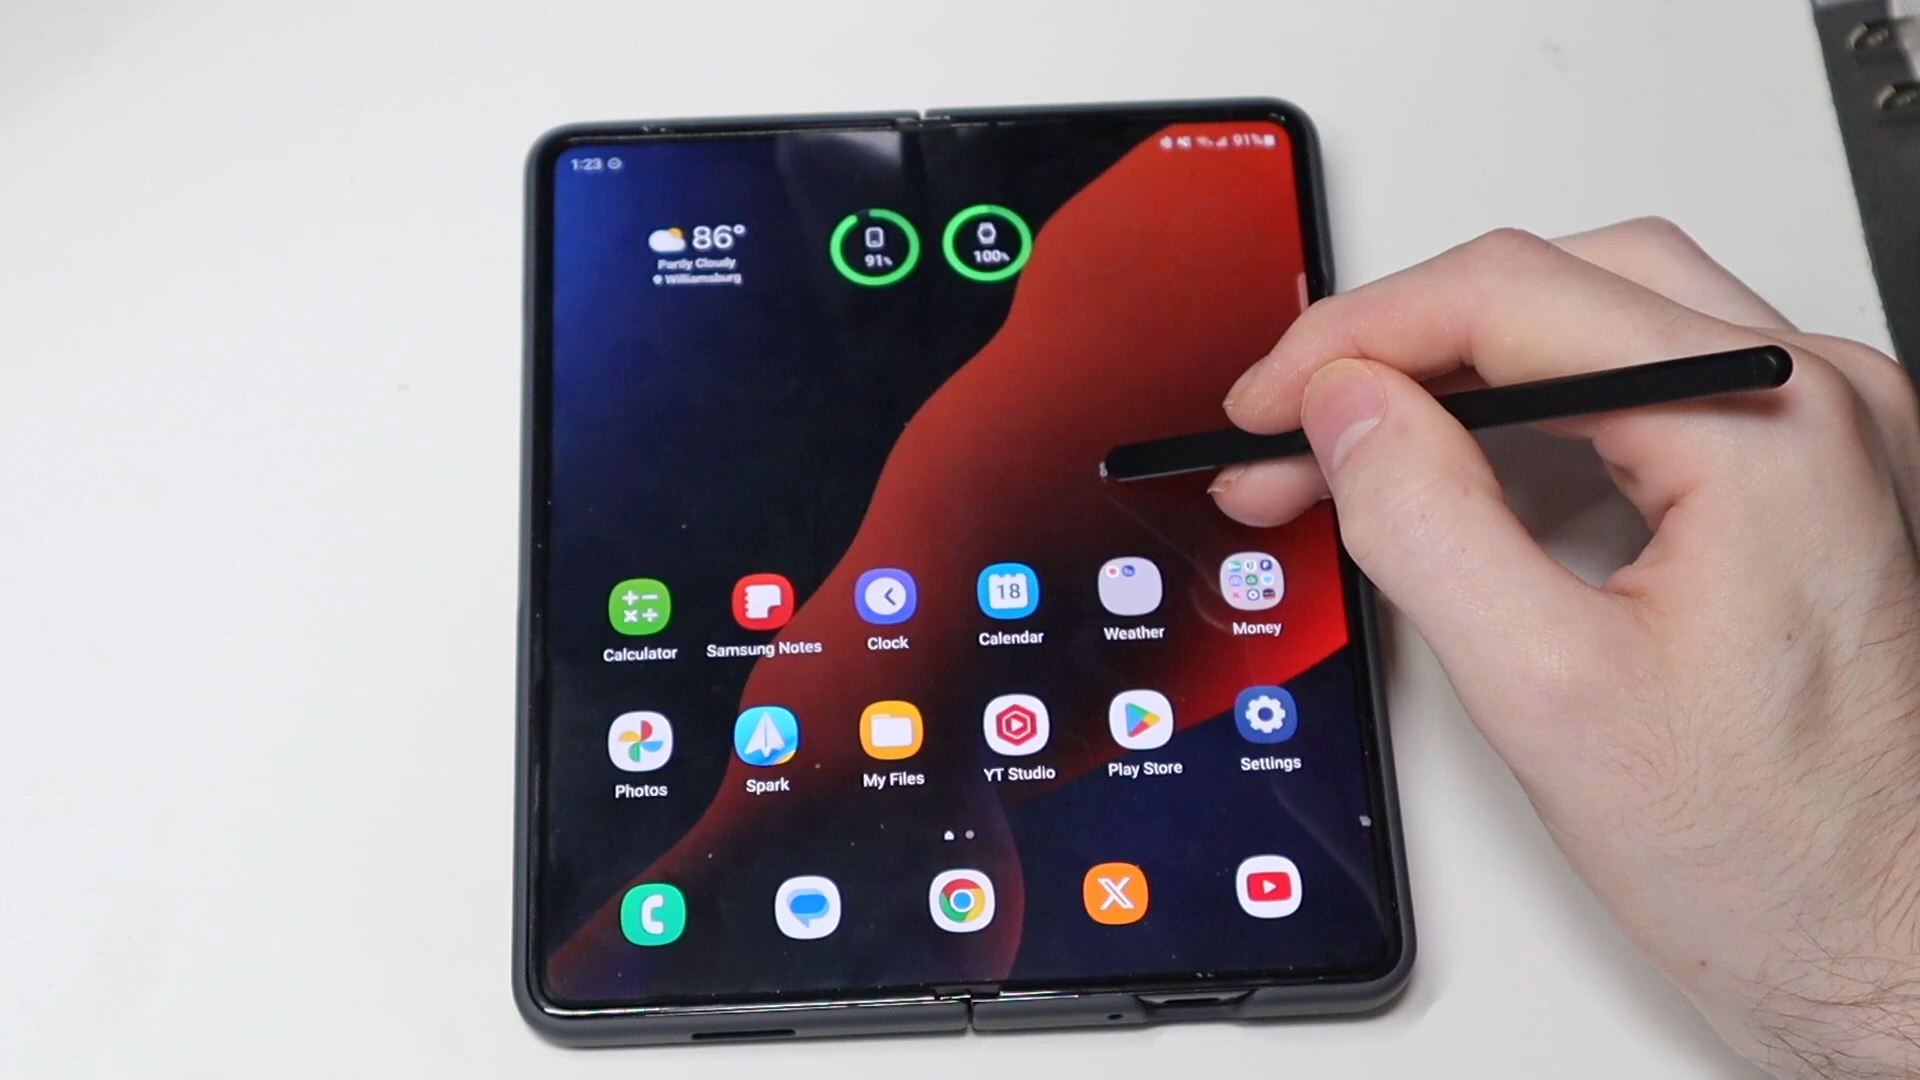 1:23
91%
86°
Partly Cloudy
Williamsburg
91%
100%
18
Calculator
Samsung Notes
Clock
Calendar
Weather
Money
Photos
Spark
My Files
YT Studio
Play Store
Settings